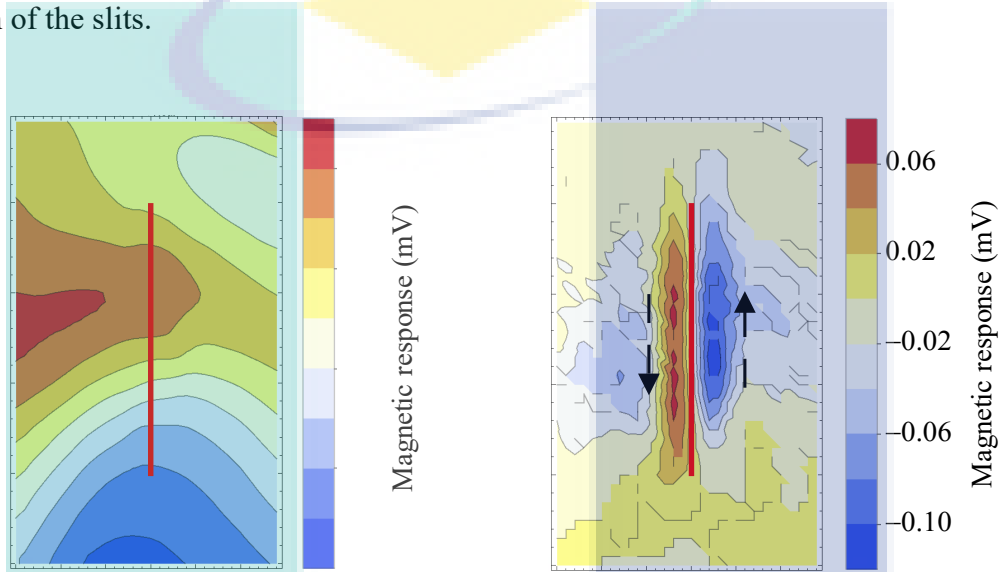 of the slits.
Magnetic response (mV)
0.06
0.02
-0.02
-0.06
-0.10
Magnetic response (mV)